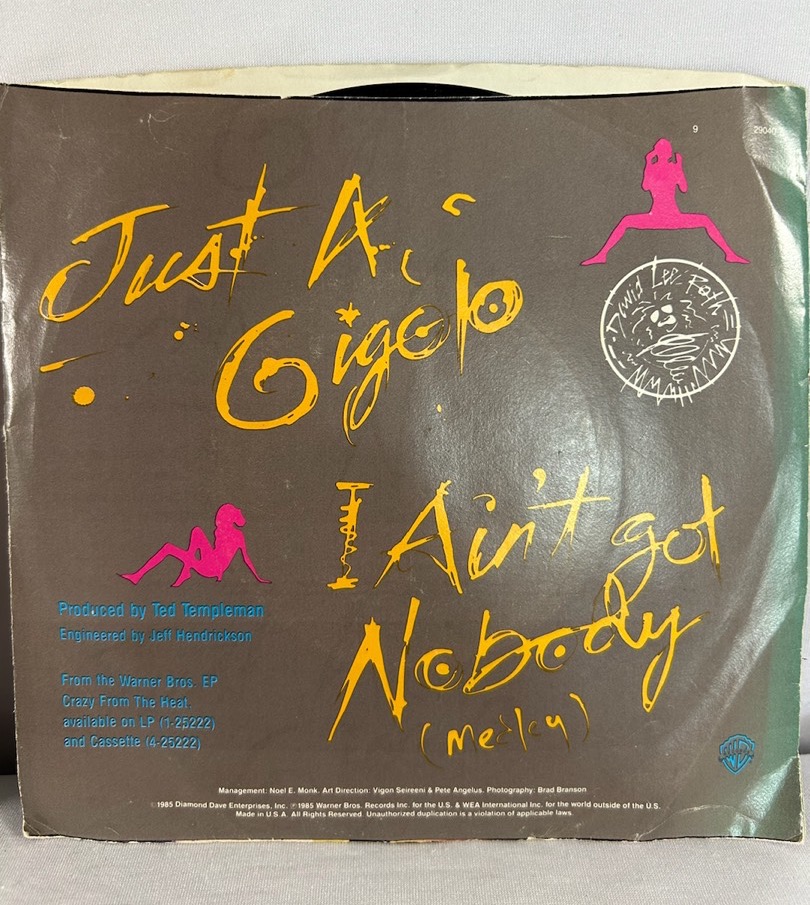 9 29040
Just A
Gigolo
David Lee Roth
I Ain't got
Nobody
(medley)
Produced by Ted Templeman
Engineered by Jeff Hendrickson
From the Warner Bros. EP
Crazy From The Heat.
available on LP (1-25222)
and Cassette (4-25222)
Management: Noel E. Monk. Art Direction: Vigon Seireeni & Pete Angelus. Photography: Brad Branson
©1985 Diamond Dave Enterprises, Inc. ℗1985 Warner Bros. Records Inc. for the U.S. & WEA International Inc. for the world outside of the U.S.
Made in U.S.A. All Rights Reserved. Unauthorized duplication is a violation of applicable laws.